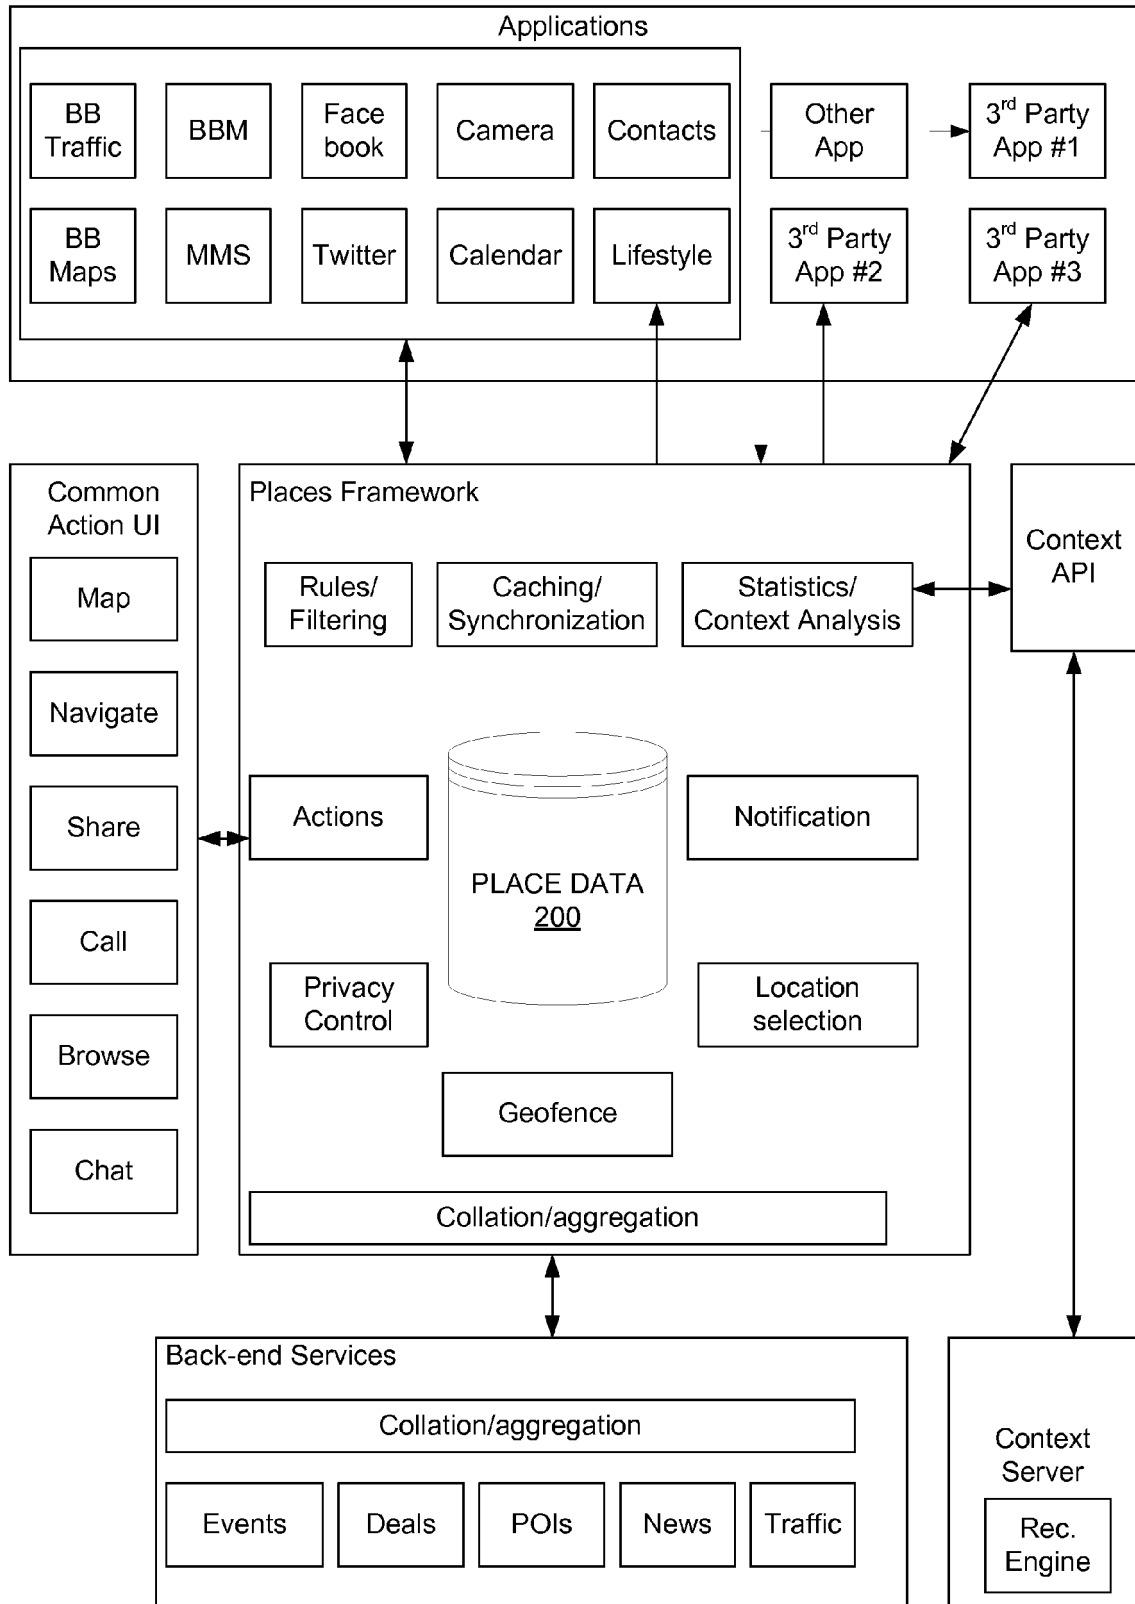 Applications
BB
Traffic
BBM
Face
book
Camera
Contacts
Other
App
3rd Party
App #1
BB
Maps
MMS
Twitter
Calendar
Lifestyle
3rd Party
App #2
3rd Party
App #3
Common
Action UI
Map
Navigate
Share
Call
Browse
Chat
Places Framework
Rules/
Filtering
Caching/
Synchronization
Statistics/
Context Analysis
Actions
PLACE DATA
200
Notification
Privacy
Control
Location
selection
Geofence
Collation/aggregation
Context
API
Back-end Services
Collation/aggregation
Events
Deals
POIs
News
Traffic
Context
Server
Rec.
Engine